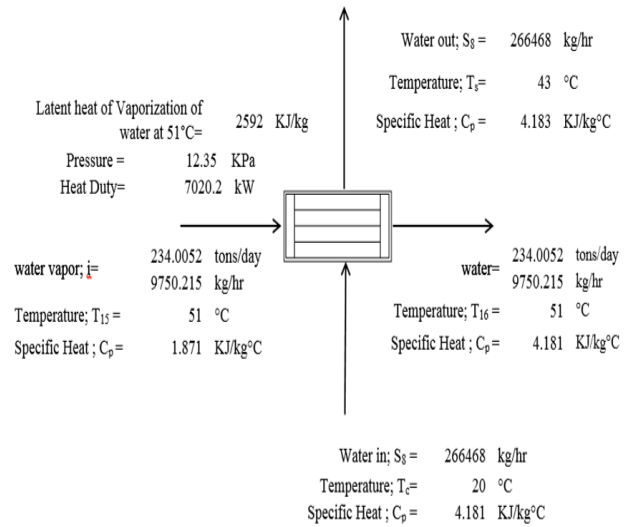 Water out; S8 = 266468 kg/hr
Temperature; Ts= 43 °C
Specific Heat ; Cp = 4.183 KJ/kg°C
Latent heat of Vaporization of
water at 51°C= 2592 KJ/kg
Pressure = 12.35 KPa
Heat Duty= 7020.2 kW
water vapor; i= 234.0052 tons/day
9750.215 kg/hr
Temperature; T15 = 51 °C
Specific Heat ; Cp = 1.871 KJ/kg°C
water= 234.0052 tons/day
9750.215 kg/hr
Temperature; T16 = 51 °C
Specific Heat ; Cp = 4.181 KJ/kg°C
Water in; S8 = 266468 kg/hr
Temperature; Tc= 20 °C
Specific Heat ; Cp = 4.181 KJ/kg°C